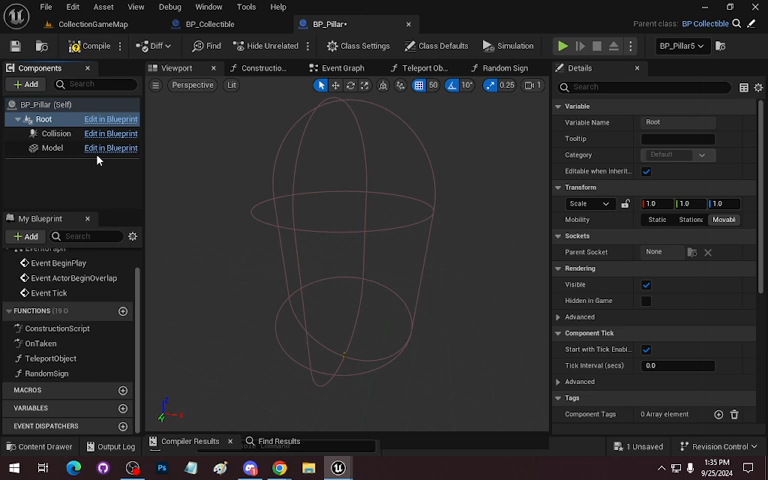 File Edit Asset View Debug Window Tools Help
CollectionGameMap BP_Collectible BP_Pillar• Parent class: BP Collectible
Compile Diff Find Hide Unrelated Class Settings Class Defaults Simulation BP_Pillar5
Components Viewport Constructio... Event Graph Teleport Ob... Random Sign Details
Add Search Perspective Lit 50 10° 0.25 1 Search
BP_Pillar (Self) Variable
Root Edit in Blueprint Variable Name Root
Collision Edit in Blueprint Tooltip
Model Edit in Blueprint Category Default
Editable when Inherit...
Transform
Scale 1.0 1.0 1.0
My Blueprint Mobility Static Stationa Movabl
Add Search Sockets
EventGraph Parent Socket None
Event BeginPlay Rendering
Event ActorBeginOverlap Visible
Event Tick Hidden in Game
FUNCTIONS Advanced
ConstructionScript Component Tick
OnTaken Start with Tick Enabl...
TeleportObject Tick Interval (secs) 0.0
RandomSign Advanced
MACROS Tags
VARIABLES Component Tags 0 Array element
EVENT DISPATCHERS
Content Drawer Output Log Compiler Results Find Results 1 Unsaved Revision Control
1:35 PM
9/25/2024